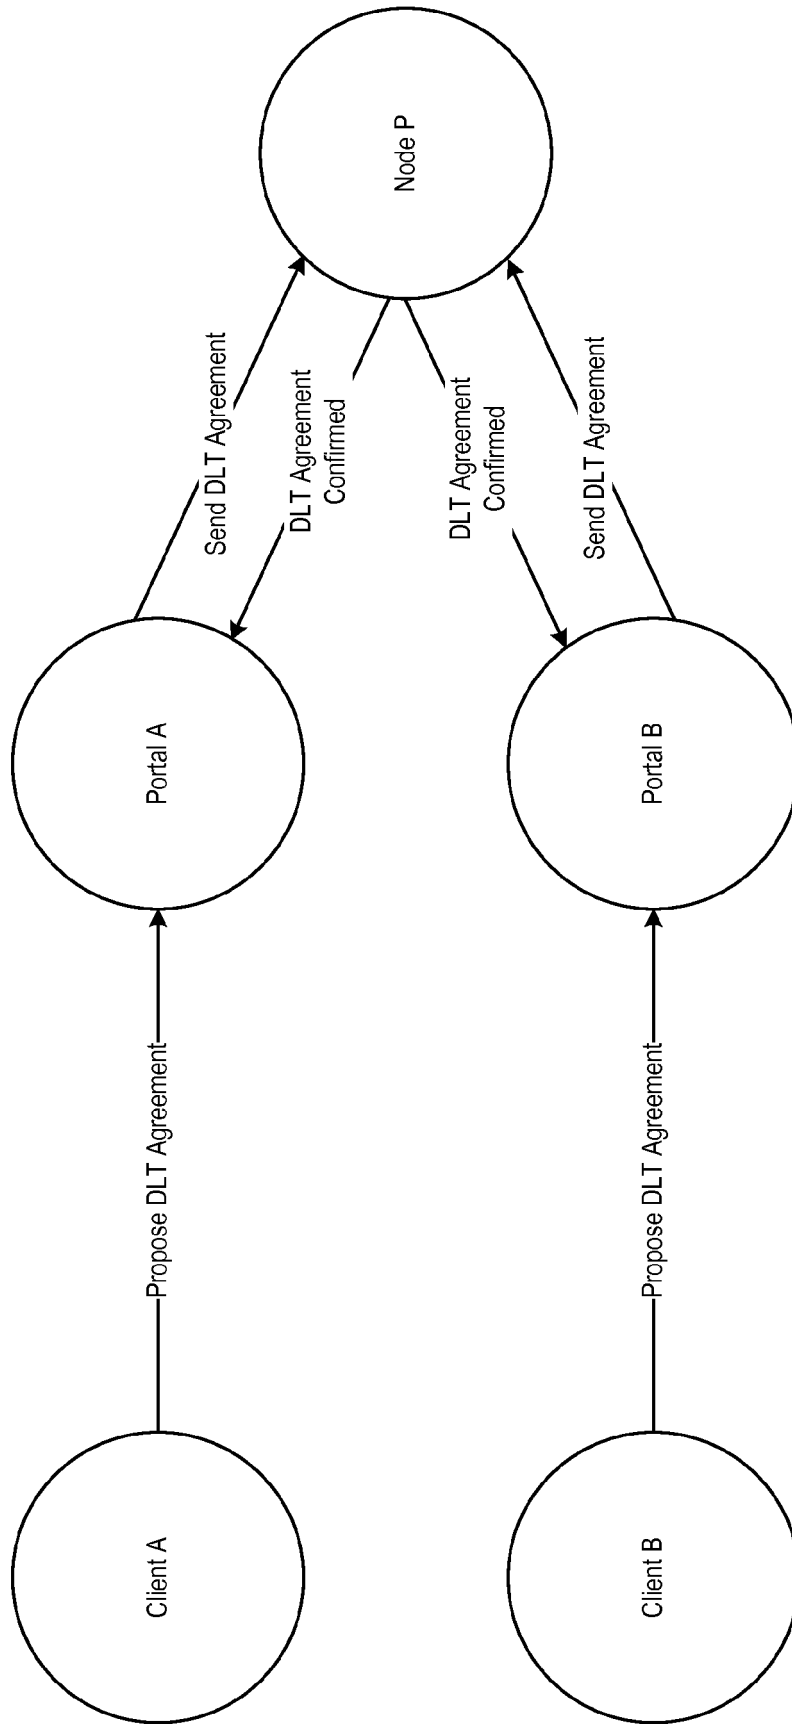 Client A
Propose DLT Agreement
Portal A
Send DLT Agreement
DLT Agreement
Confirmed
Node P
DLT Agreement
Confirmed
Send DLT Agreement
Client B
Propose DLT Agreement
Portal B